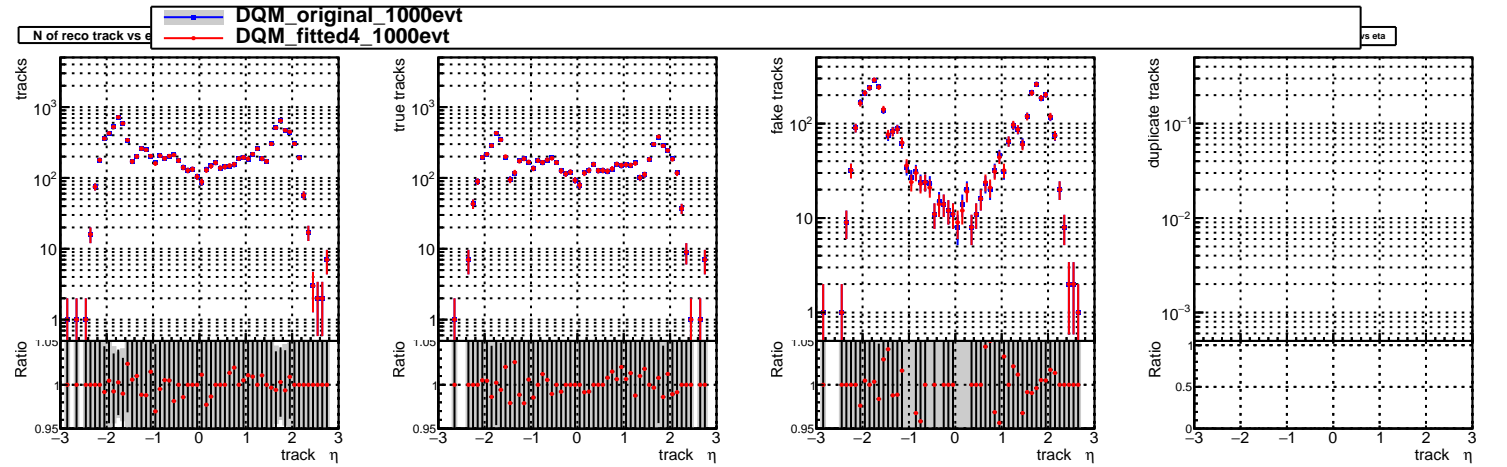 DQM_original_1000evt
DQM_fitted4_1000evt
N of reco track vs e
vs eta
tracks
10³
10²
10
1
Ratio
1.05
1
0.95
−3 −2 −1 0 1 2 3
track η
true tracks
10³
10²
10
1
Ratio
1.05
1
0.95
−3 −2 −1 0 1 2 3
track η
fake tracks
10²
10
1
Ratio
1.05
1
0.95
−3 −2 −1 0 1 2 3
track η
duplicate tracks
10⁻¹
10⁻²
10⁻³
Ratio
1
0.5
0
−3 −2 −1 0 1 2 3
track η